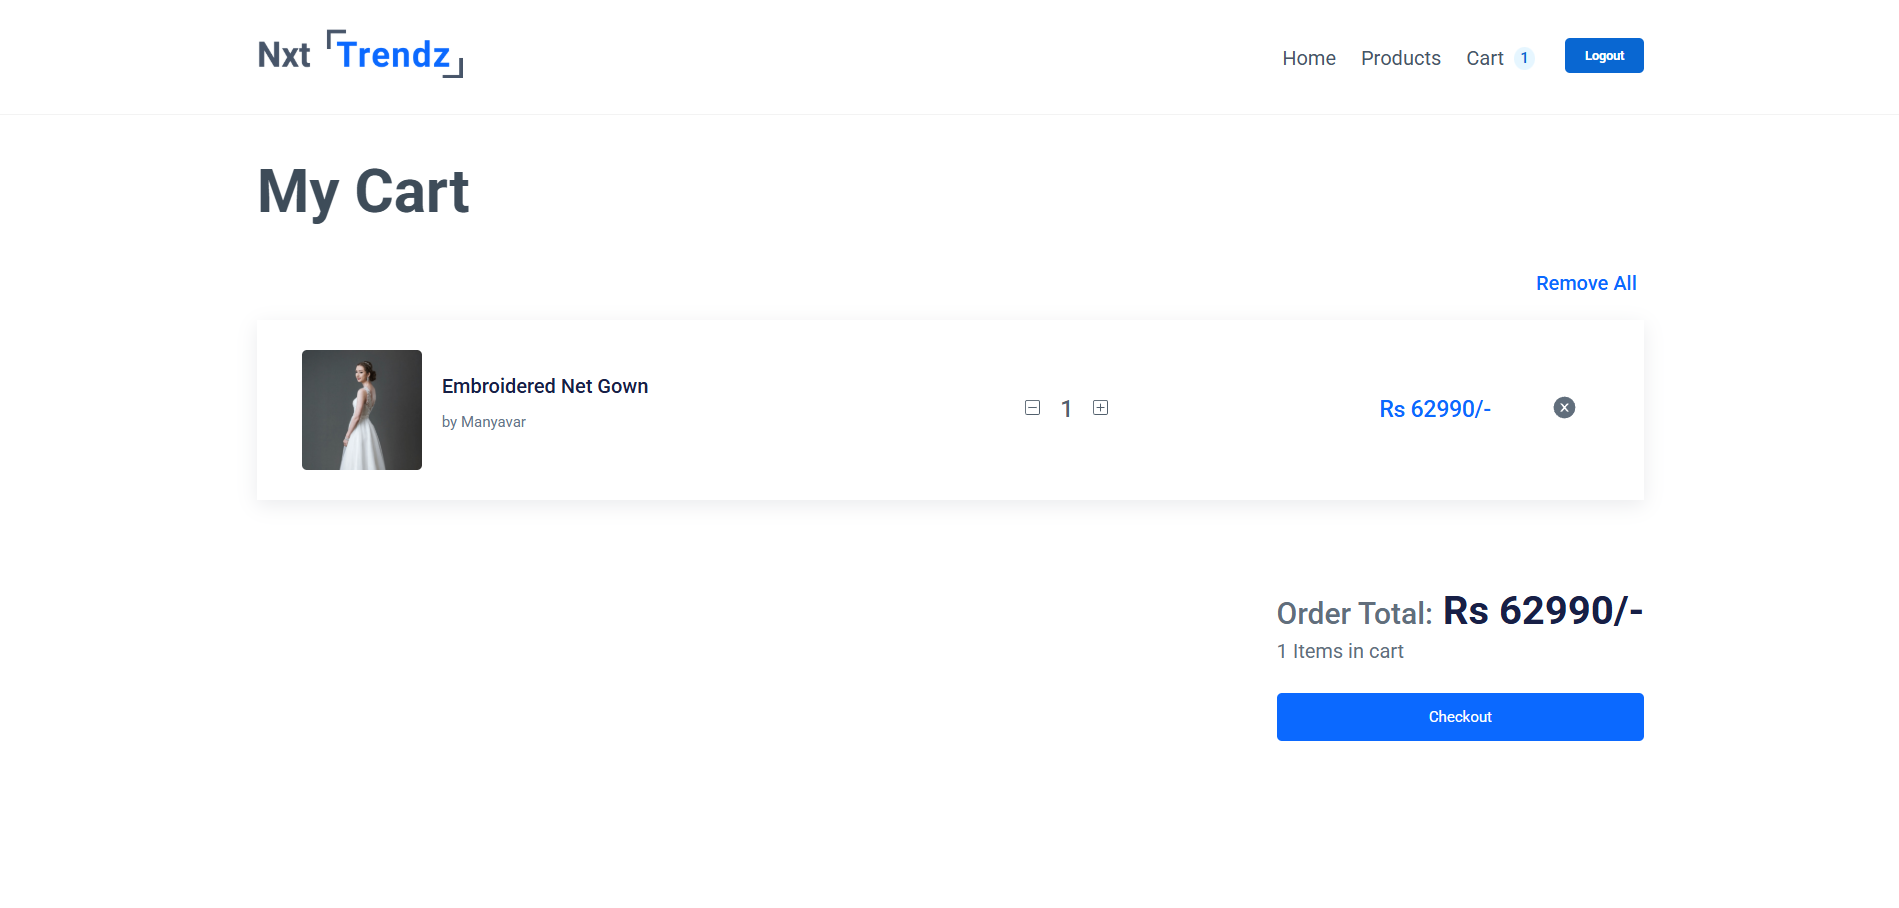 Nxt Trendz
Home Products Cart 1 Logout
My Cart
Remove All
Embroidered Net Gown
by Manyavar
1
Rs 62990/-
Order Total: Rs 62990/-
1 Items in cart
Checkout